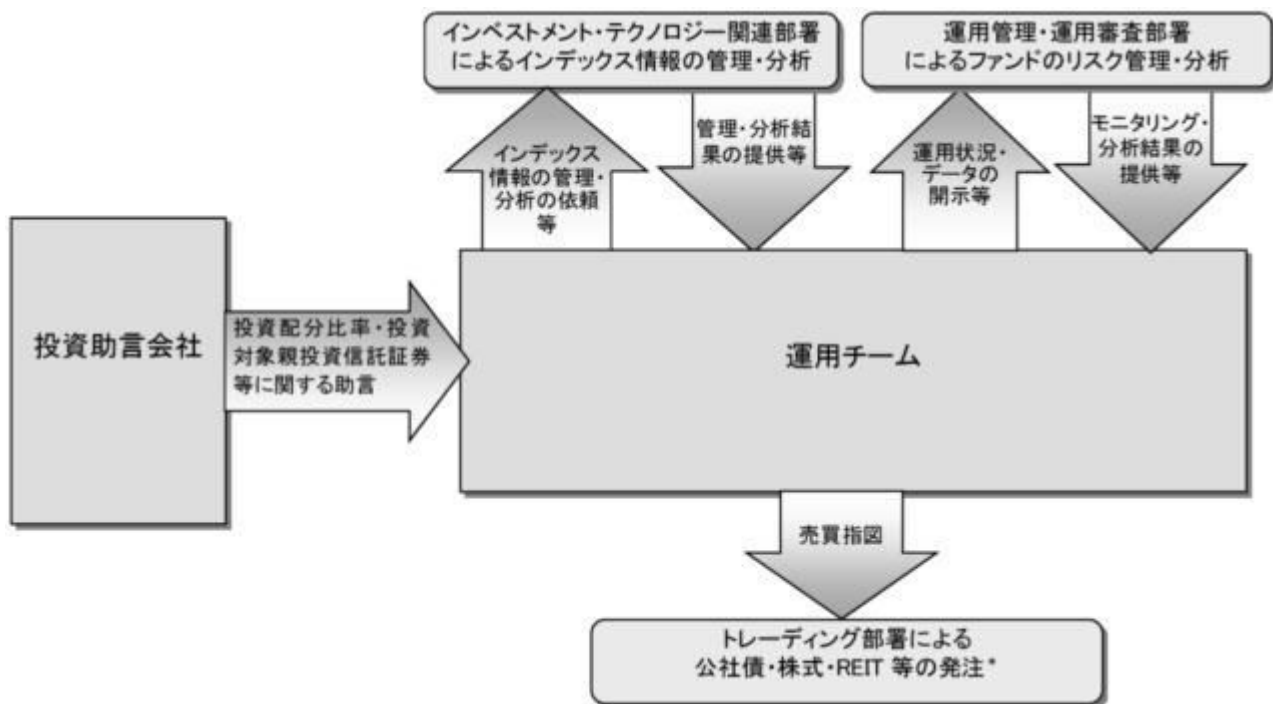 インベストメント・テクノロジー関連部署
によるインデックス情報の管理・分析
運用管理・運用審査部署
によるファンドのリスク管理・分析
インデックス
情報の管理・
分析の依頼
等
管理・分析結
果の提供等
運用状況・
データの
開示等
モニタリング・
分析結果の
提供等
投資助言会社
投資配分比率・投資
対象親投資信託証券
等に関する助言
運用チーム
売買指図
トレーディング部署による
公社債・株式・REIT 等の発注*